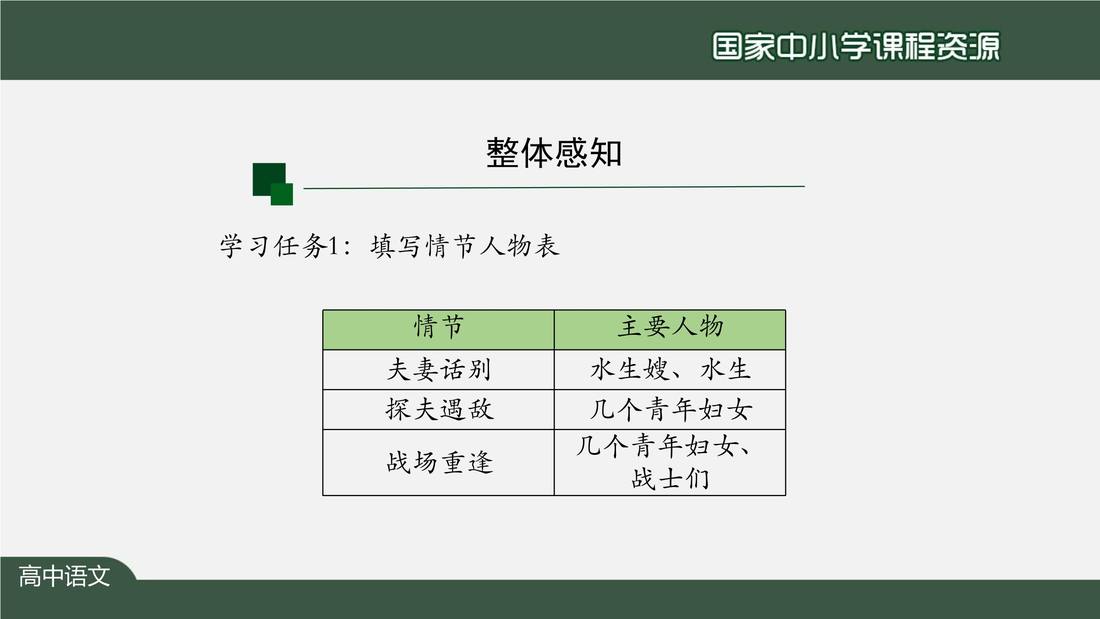 国家中小学课程资源
整体感知
学习任务1：填写情节人物表
情节 主要人物
夫妻话别 水生嫂、水生
探夫遇敌 几个青年妇女
战场重逢 几个青年妇女、
战士们
高中语文